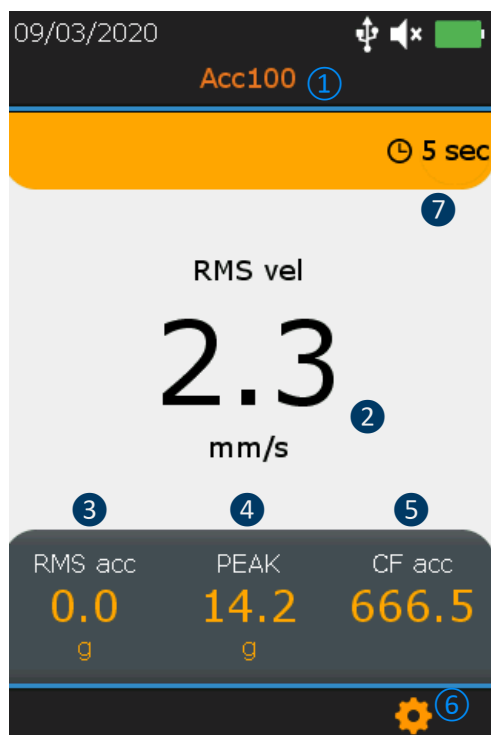 09/03/2020
Acc100 1
5 sec
7
RMS vel
2.3
2
mm/s
3 4 5
RMS acc PEAK CF acc
0.0 14.2 666.5
g g
6